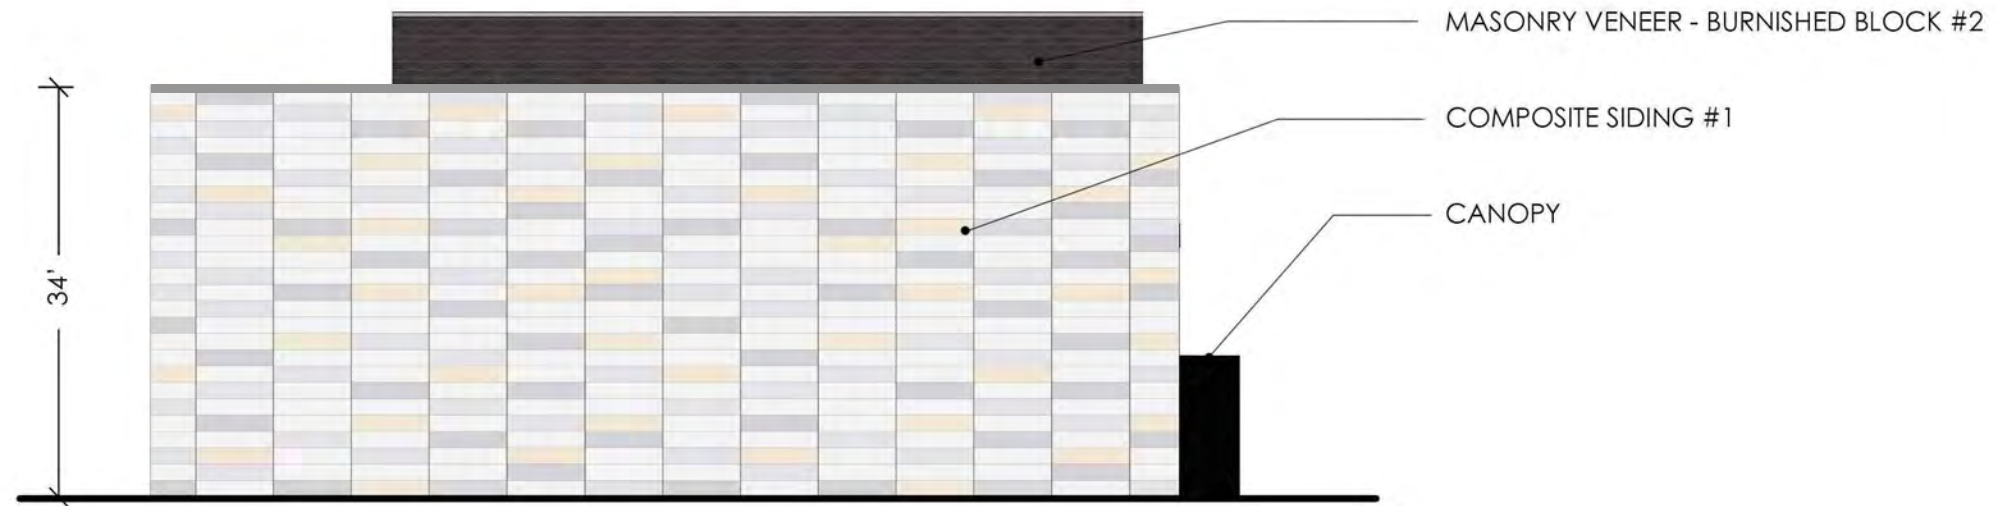 MASONRY VENEER - BURNISHED BLOCK #2
COMPOSITE SIDING #1
CANOPY
34'